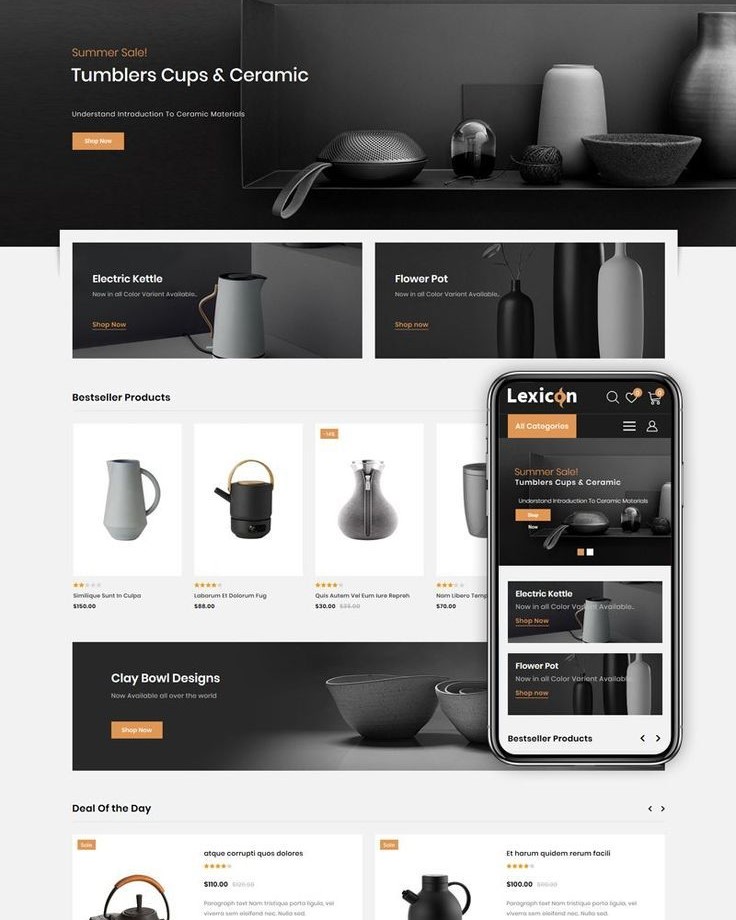 Summer Sale!
Tumblers Cups & Ceramic
Understand Introduction To Ceramic Materials
Shop Now
Electric Kettle
Now in all Color Varient Available..
Shop Now
Flower Pot
Now in all Color Varient Available..
Shop now
Bestseller Products
-14%
Similique Sunt In Culpa
$150.00
Laborum Et Dolorum Fug
$88.00
Quis Autem Vel Eum Iure Repreh
$30.00 $35.00
Nam Libero Temp
$70.00
Clay Bowl Designs
Now Available all over the world
Shop Now
Lexicon
0
0
All Categories
Summer Sale!
Tumblers Cups & Ceramic
Understand Introduction To Ceramic Materials
Shop
Now
Electric Kettle
Now in all Color Varient Available..
Shop Now
Flower Pot
Now in all Color Varient Available..
Shop now
Bestseller Products
Deal Of the Day
Sale
atque corrupti quos dolores
$110.00
Paragraph text Nam tristique porta ligula, vel
viverra sem eleifend nec. Nulla sed,
Sale
Et harum quidem rerum facili
$100.00
Paragraph text Nam tristique porta ligula, vel
viverra sem eleifend nec. Nulla sed,